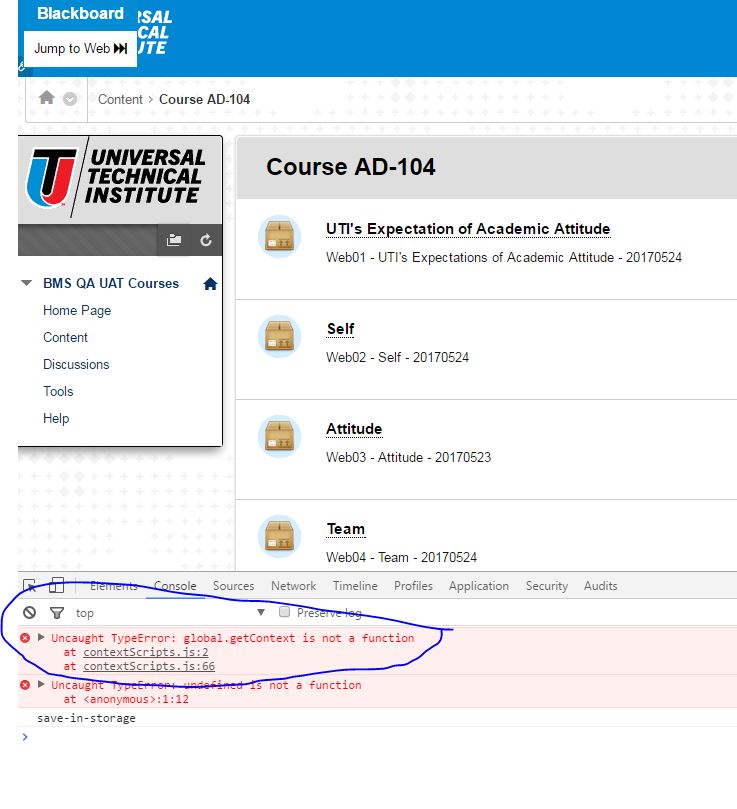 Blackboard
SAL
CAL
ITE
Jump to Web
Content > Course AD-104
UNIVERSAL
TECHNICAL
INSTITUTE
Course AD-104
UTI's Expectation of Academic Attitude
Web01 - UTI's Expectations of Academic Attitude - 20170524
BMS QA UAT Courses
Home Page
Content
Discussions
Tools
Help
Self
Web02 - Self - 20170524
Attitude
Web03 - Attitude - 20170523
Team
Web04 - Team - 20170524
Elements Console Sources Network Timeline Profiles Application Security Audits
top Preserve log
Uncaught TypeError: global.getContext is not a function
at contextScripts.js:2
at contextScripts.js:66
Uncaught TypeError: undefined is not a function
at <anonymous>:1:12
save-in-storage
>